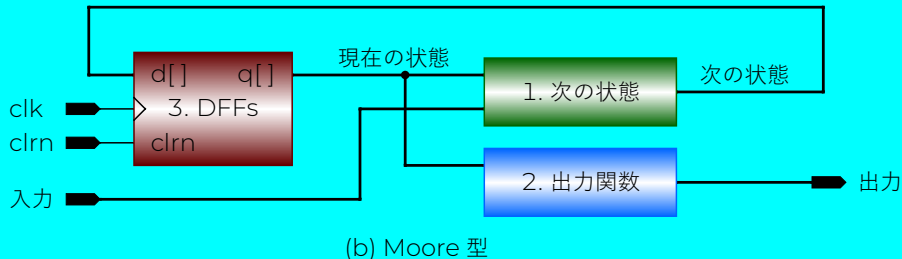 現在の状態
d[] q[]
1. 次の状態
次の状態
clk
3. DFFs
clrn
clrn
2. 出力関数
入力
出力
(b) Moore 型